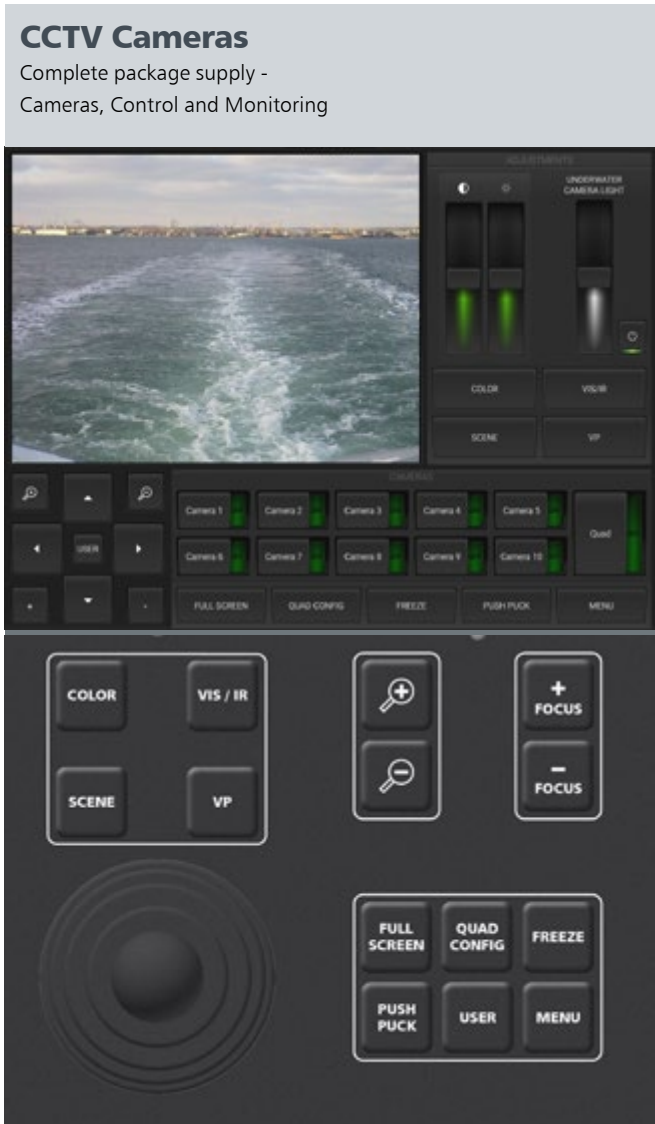 CCTV Cameras
Complete package supply -
Cameras, Control and Monitoring
ADJUSTMENTS
UNDERWATER
CAMERA LIGHT
COLOR
VIS/IR
SCENE
VP
CAMERAS
Camera 1
Camera 2
Camera 3
Camera 4
Camera 5
Quad
USER
Camera 6
Camera 7
Camera 8
Camera 9
Camera 10
+
-
FULL SCREEN
QUAD CONFIG
FREEZE
PUSH PUCK
MENU
COLOR
VIS / IR
+
FOCUS
SCENE
VP
−
FOCUS
FULL
SCREEN
QUAD
CONFIG
FREEZE
PUSH
PUCK
USER
MENU